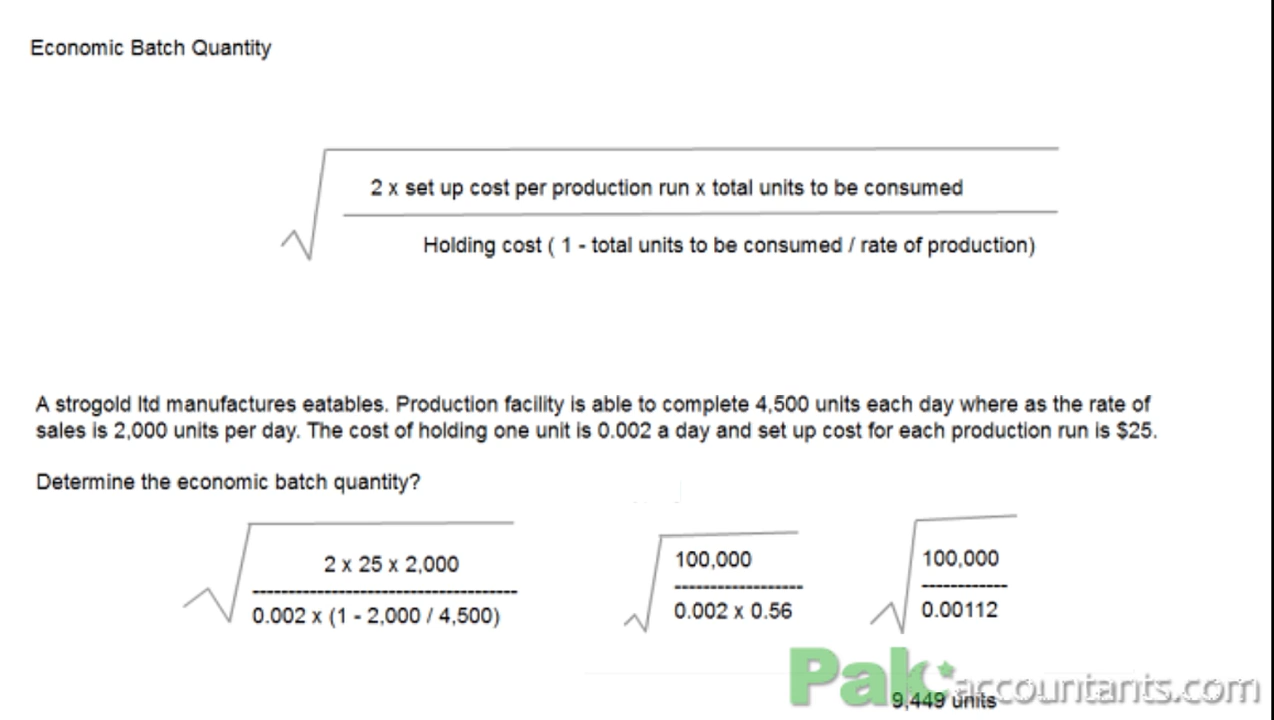 Economic Batch Quantity
2 x set up cost per production run x total units to be consumed
Holding cost ( 1 - total units to be consumed / rate of production)
A strogold ltd manufactures eatables. Production facility is able to complete 4,500 units each day where as the rate of
sales is 2,000 units per day. The cost of holding one unit is 0.002 a day and set up cost for each production run is $25.
Determine the economic batch quantity?
2 x 25 x 2,000
0.002 x (1 - 2,000 / 4,500)
100,000
0.002 x 0.56
100,000
0.00112
9,449 units
Pakaccountants.com